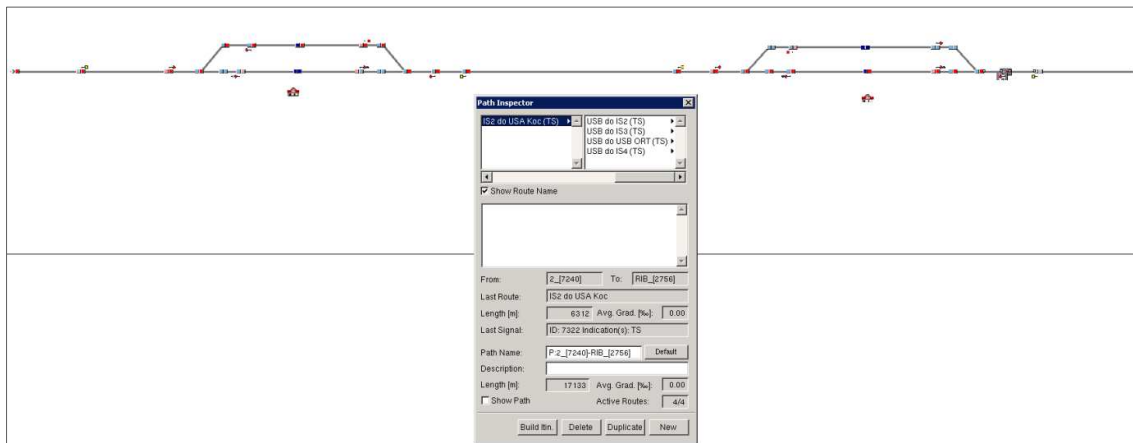 Path Inspector
IS2 do USA Koc (TS)
USB do IS2 (TS)
USB do IS3 (TS)
USB do USB ORT (TS)
USB do IS4 (TS)
Show Route Name
From: 2_[7240] To: RIB_[2756]
Last Route: IS2 do USA Koc
Length [m]: 6312 Avg. Grad. [‰]: 0.00
Last Signal: ID: 7322 Indication(s): TS
Path Name: P:2_[7240]-RIB_[2756] Default
Description:
Length [m]: 17133 Avg. Grad. [‰]: 0.00
Show Path Active Routes: 4/4
Build Itin. Delete Duplicate New